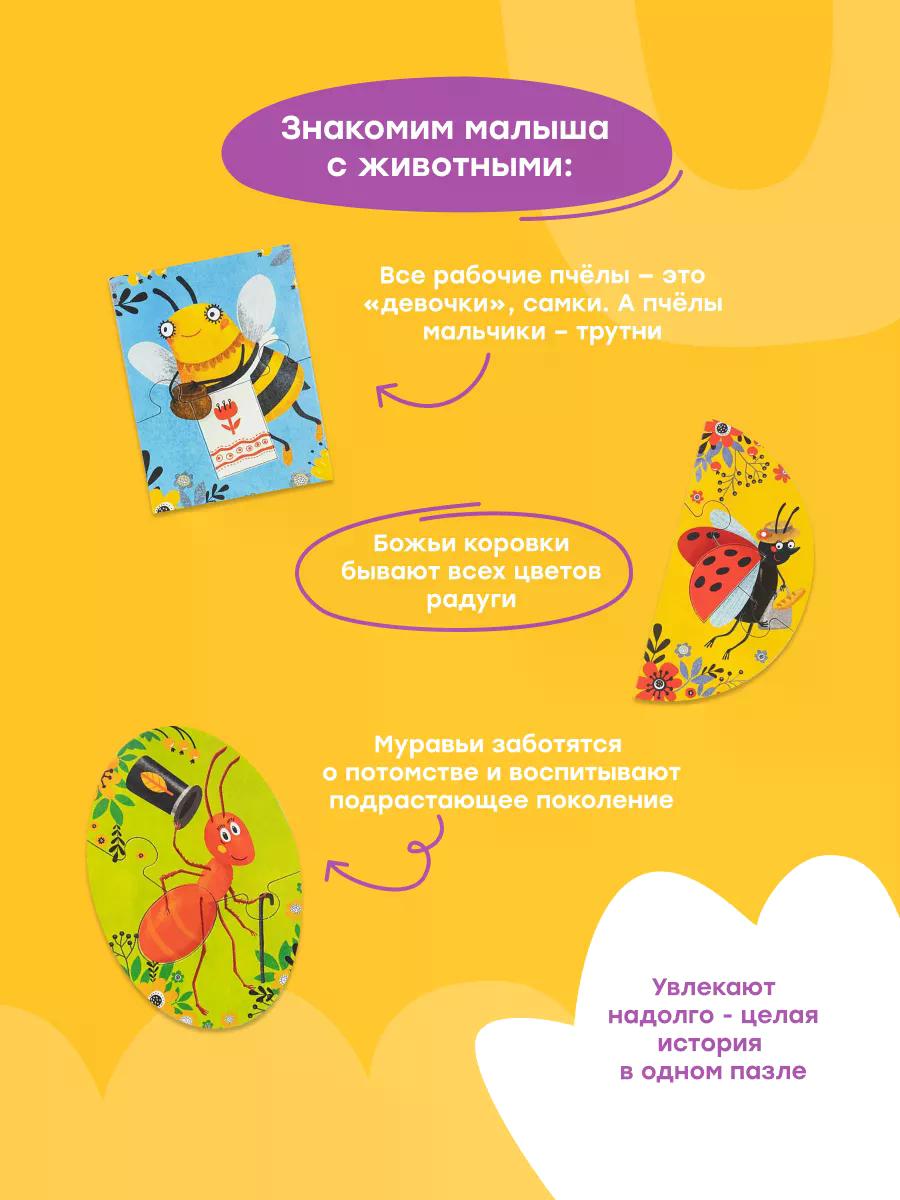 Знакомим малыша
с животными:
Все рабочие пчёлы – это
«девочки», самки. А пчёлы
мальчики – трутни
Божьи коровки
бывают всех цветов
радуги
Муравьи заботятся
о потомстве и воспитывают
подрастающее поколение
Увлекают
надолго - целая
история
в одном пазле